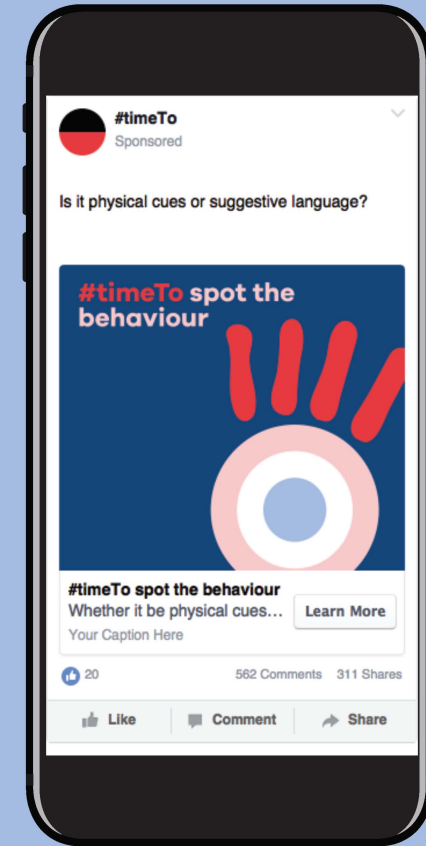 #timeTo
Sponsored
Is it physical cues or suggestive language?
#timeTo spot the
behaviour
#timeTo spot the behaviour
Whether it be physical cues...
Learn More
Your Caption Here
20
562 Comments 311 Shares
Like Comment Share